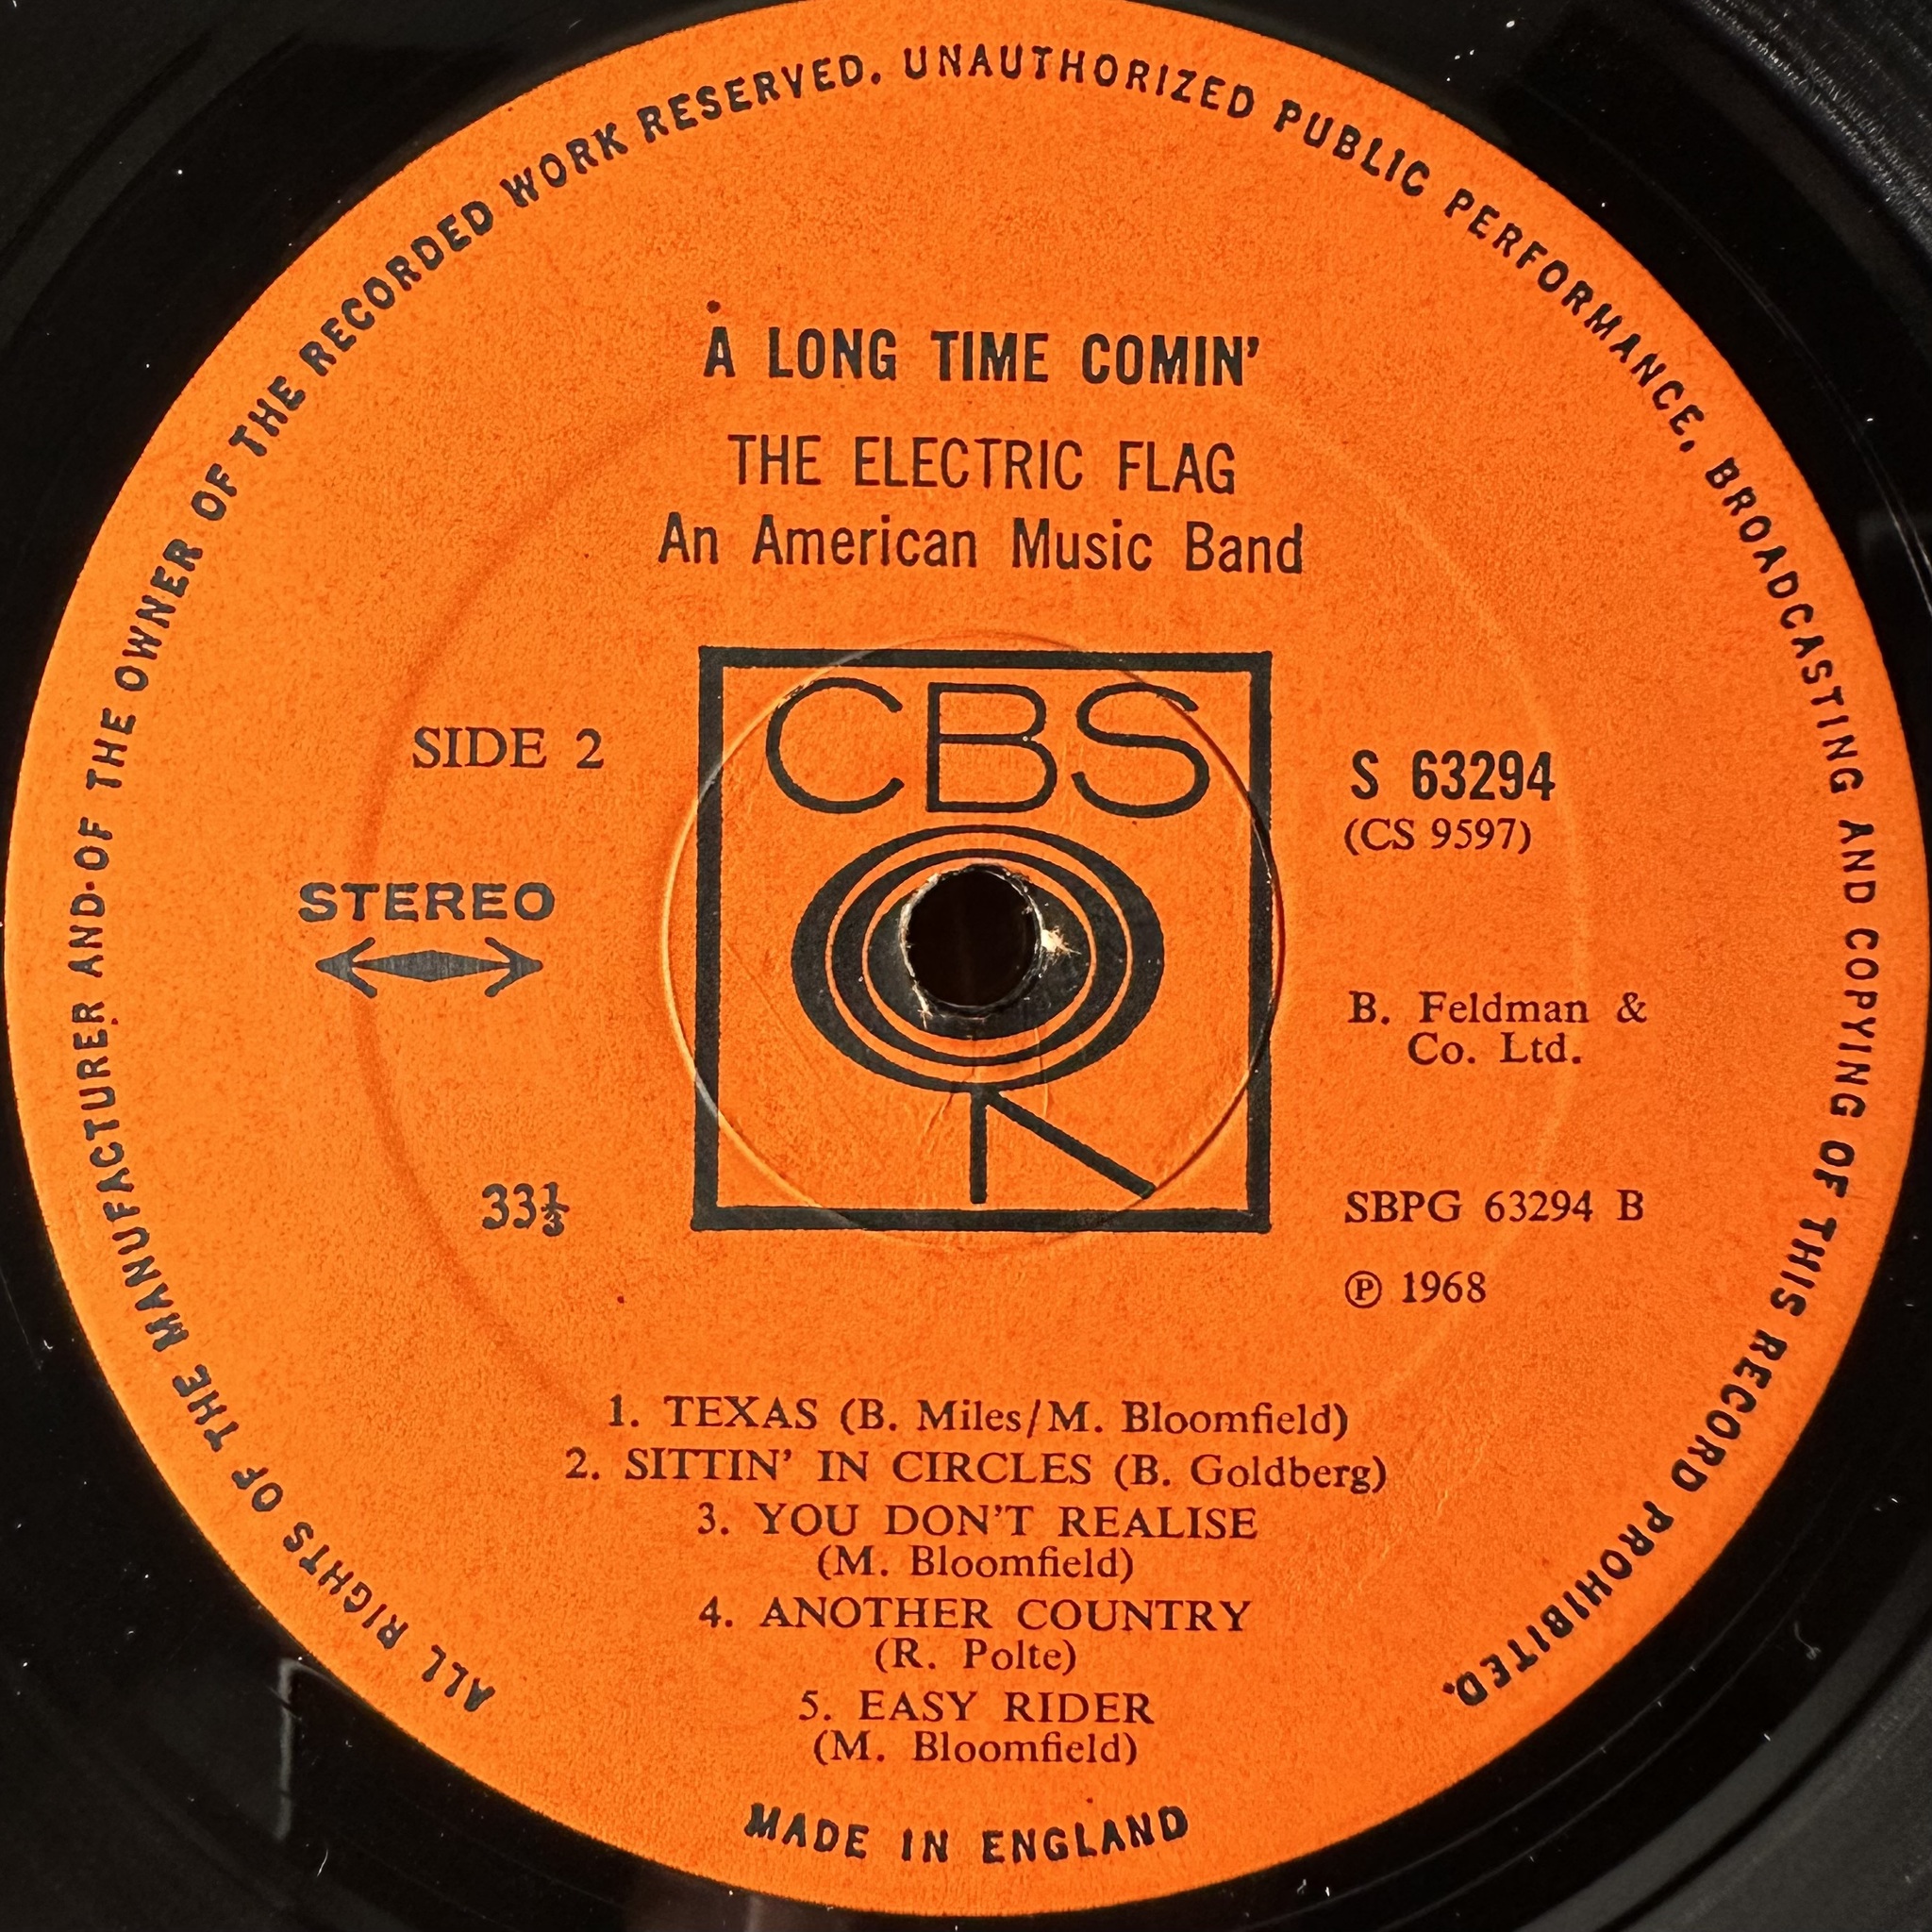 ALL RIGHTS OF THE MANUFACTURER AND OF THE OWNER OF THE RECORDED WORK RESERVED. UNAUTHORIZED PUBLIC PERFORMANCE, BROADCASTING AND COPYING OF THIS RECORD PROHIBITED.
A LONG TIME COMIN'
THE ELECTRIC FLAG
An American Music Band
CBS
SIDE 2
S 63294
(CS 9597)
STEREO
B. Feldman &
Co. Ltd.
33⅓
SBPG 63294 B
℗ 1968
1. TEXAS (B. Miles/M. Bloomfield)
2. SITTIN' IN CIRCLES (B. Goldberg)
3. YOU DON'T REALISE
(M. Bloomfield)
4. ANOTHER COUNTRY
(R. Polte)
5. EASY RIDER
(M. Bloomfield)
MADE IN ENGLAND